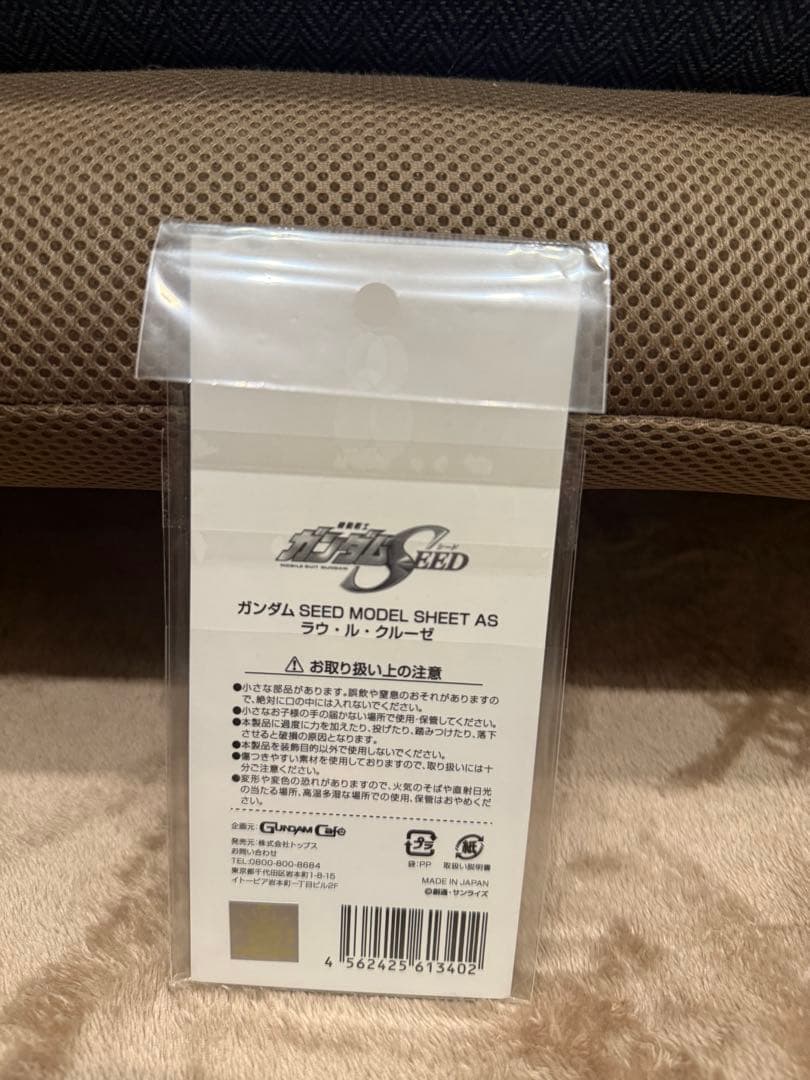 機動戦士
ガンダムSEED
シード
MOBILE SUIT GUNDAM
ガンダム SEED MODEL SHEET AS
ラウ・ル・クルーゼ
⚠ お取り扱い上の注意
●小さな部品があります。誤飲や窒息のおそれがありますの
で、絶対に口の中には入れないでください。
●小さなお子様の手の届かない場所で使用・保管してください。
●本製品に過度に力を加えたり、投げたり、踏みつけたり、落下
させると破損の原因となります。
●本製品を装飾目的以外で使用しないでください。
●傷つきやすい素材を使用しておりますので、取り扱いには十
分ご注意ください。
●変形や変色の恐れがありますので、火気のそばや直射日光
の当たる場所、高温多湿な場所での使用、保管はおやめくだ
さい。
企画元:GUNDAM Café
発売元:株式会社トップス
お問い合わせ
TEL:0800-800-8684
東京都千代田区岩本町1-8-15
イトーピア岩本町一丁目ビル2F
プラ
袋:PP
紙
取扱い説明書
MADE IN JAPAN
©創通・サンライズ
4 562425 613402